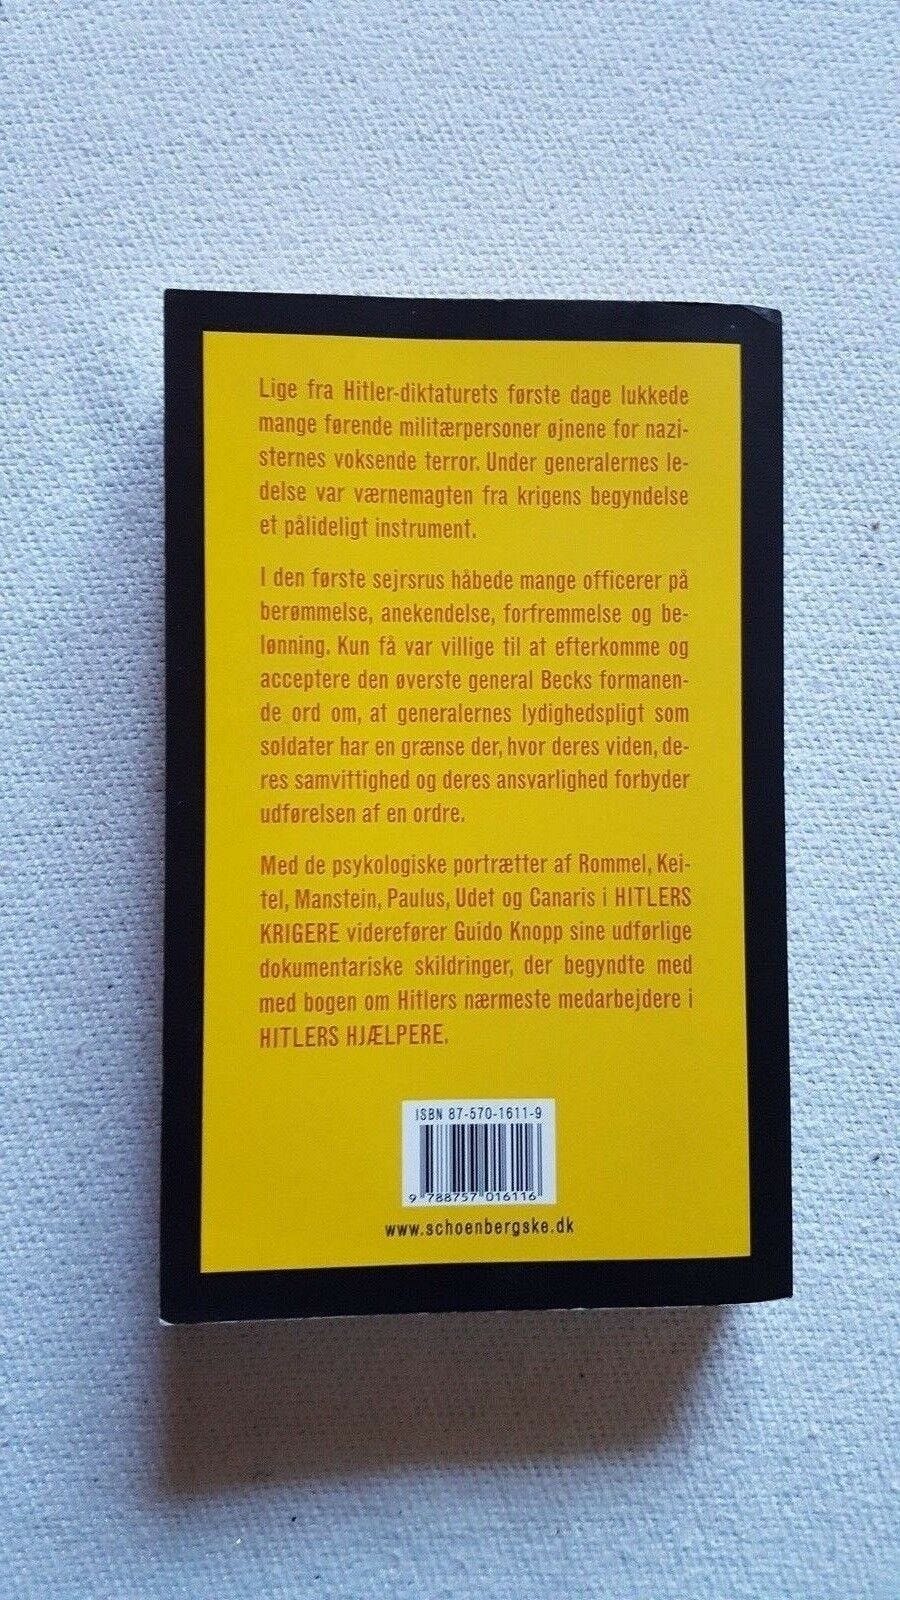 Lige fra Hitler-diktaturets første dage lukkede
mange førende militærpersoner øjnene for nazi-
sternes voksende terror. Under generalernes le-
delse var værnemagten fra krigens begyndelse
et pålideligt instrument.
I den første sejrsrus håbede mange officerer på
berømmelse, anekendelse, forfremmelse og be-
lønning. Kun få var villige til at efterkomme og
acceptere den øverste general Becks formanen-
de ord om, at generalernes lydighedspligt som
soldater har en grænse der, hvor deres viden, de-
res samvittighed og deres ansvarlighed forbyder
udførelsen af en ordre.
Med de psykologiske portrætter af Rommel, Kei-
tel, Manstein, Paulus, Udet og Canaris i HITLERS
KRIGERE viderefører Guido Knopp sine udførlige
dokumentariske skildringer, der begyndte med
med bogen om Hitlers nærmeste medarbejdere i
HITLERS HJÆLPERE.
ISBN 87-570-1611-9
9 788757 016116
www.schoenbergske.dk